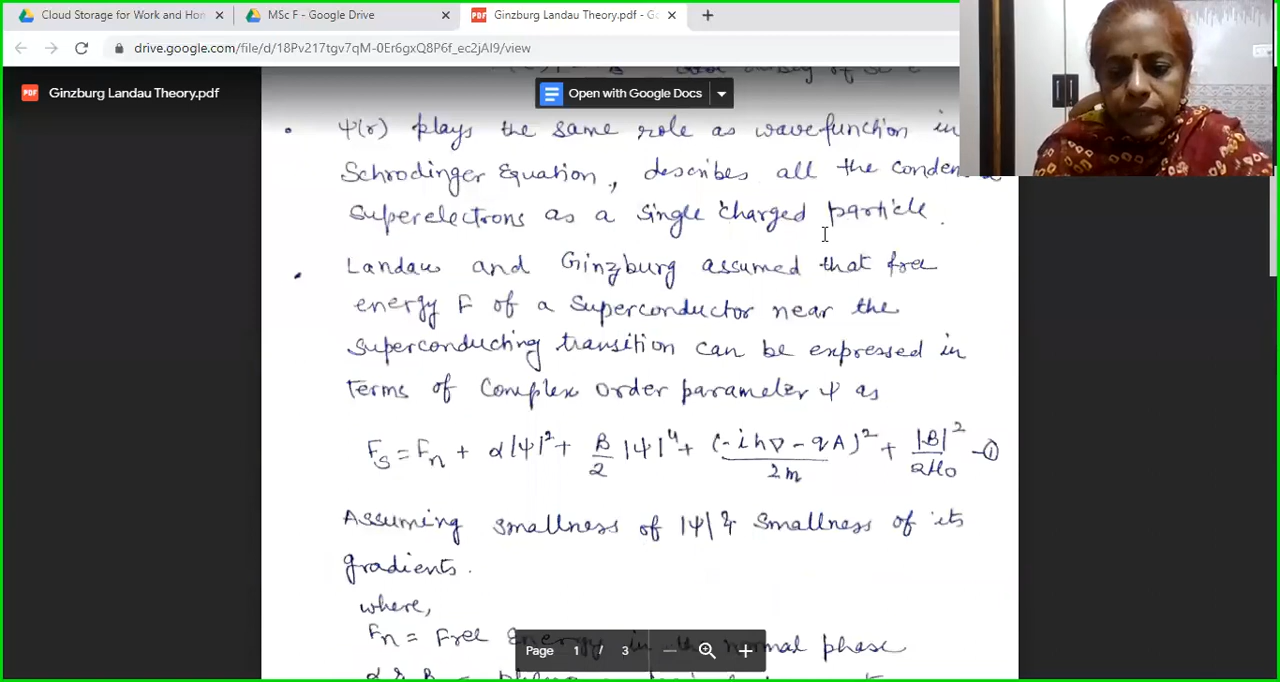 Cloud Storage for Work and Hon
MSc F - Google Drive
Ginzburg Landau Theory.pdf - Go
drive.google.com/file/d/18Pv217tgv7qM-0Er6gxQ8P6f_ec2jAI9/view
Ginzburg Landau Theory.pdf
Open with Google Docs
• Ψ(r) plays the same role as wavefunction in
Schrodinger Equation, describes all the conden
superelectrons as a single charged particle.
• Landau and Ginzburg assumed that free
energy F of a superconductor near the
superconducting transition can be expressed in
terms of Complex Order parameter Ψ as
Fs = Fn + α|Ψ|² + β/2 |Ψ|⁴ + (-iħ∇ - qA)²/2m + |B|²/2μ0 -①
Assuming smallness of |Ψ| & smallness of its
gradients.
where,
Fn = Free Energy in the normal phase
Page 1 / 3